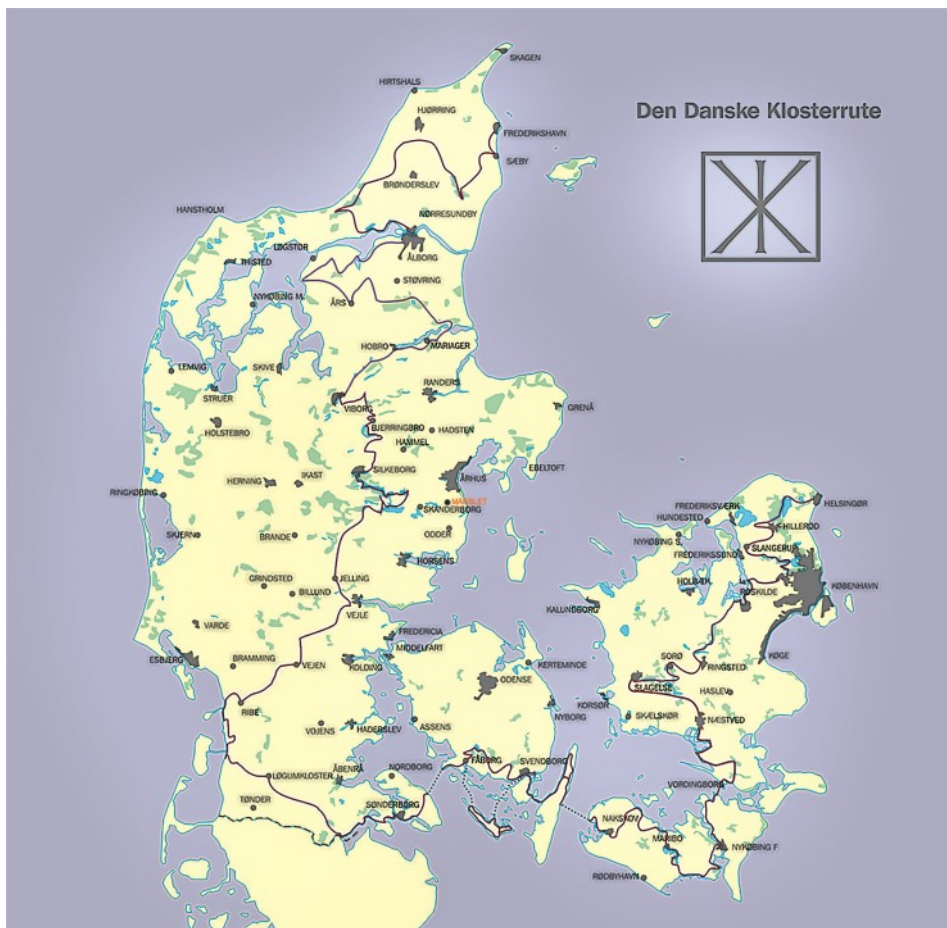 SKAGEN
HIRTSHALS
HJØRRING
Den Danske Klosterrute
FREDERIKSHAVN
SÆBY
BRØNDERSLEV
HANSTHOLM
NØRRESUNDBY
LØGSTØR
ÅLBORG
THISTED
STØVRING
NYKØBING M.
ÅRS
HOBRO
MARIAGER
LEMVIG
SKIVE
RANDERS
STRUER
VIBORG
GRENÅ
HOLSTEBRO
BJERRINGBRO
HADSTEN
HAMMEL
SILKEBORG
EBELTOFT
HERNING
IKAST
ÅRHUS
RINGKØBING
SKANDERBORG
HELSINGØR
FREDERIKSVÆRK
HUNDESTED
HILLERØD
SKJERN
BRANDE
ODDER
NYKØBING S.
SLANGERUP
FREDERIKSSUND
HORSENS
GRINDSTED
JELLING
KØBENHAVN
BILLUND
ROSKILDE
VEJLE
KALUNDBORG
VARDE
FREDERICIA
MIDDELFART
KØGE
ESBJERG
BRAMMING
VEJEN
KOLDING
KERTEMINDE
SORØ
RINGSTED
ODENSE
SLAGELSE
HASLEV
RIBE
KORSØR
NYBORG
SKÆLSKØR
NÆSTVED
VOJENS
HADERSLEV
ASSENS
FÅBORG
SVENDBORG
LØGUMKLOSTER
ÅBENRÅ
NORDBORG
VORDINGBORG
TØNDER
SØNDERBORG
NAKSKOV
MARIBO
NYKØBING F
RØDBYHAVN